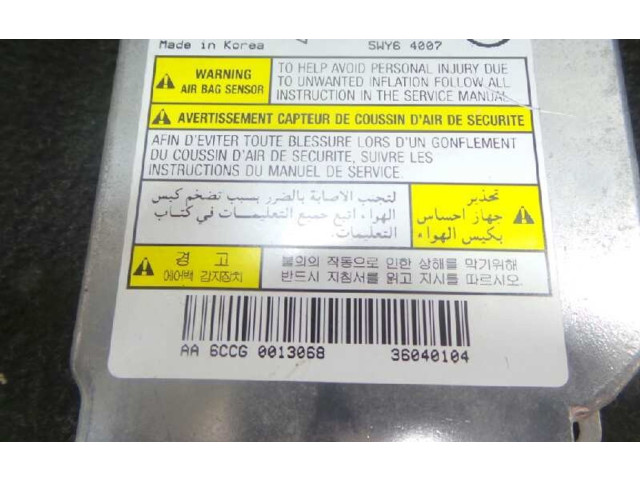 Made in Korea
SWY6 4007
WARNING
AIR BAG SENSOR
TO HELP AVOID PERSONAL INJURY DUE
TO UNWANTED INFLATION FOLLOW ALL
INSTRUCTION IN THE SERVICE MANUAL
AVERTISSEMENT CAPTEUR DE COUSSIN D'AIR DE SECURITE
AFIN D'EVITER TOUTE BLESSURE LORS D'UN GONFLEMENT
DU COUSSIN D'AIR DE SECURITE, SUIVRE LES
INSTRUCTIONS DU MANUEL DE SERVICE.
تحذير
جهاز احساس
بكيس الهواء
لتجنب الاصابة بالضرر بسبب تضخم كيس
الهواء اتبع جميع التعليمات في كتاب
التعليمات.
경 고
에어백 감지장치
불의의 작동으로 인한 상해를 막기위해
반드시 지침서를 읽고 지시를 따르시오.
AA 6CCG 0013068
36040104